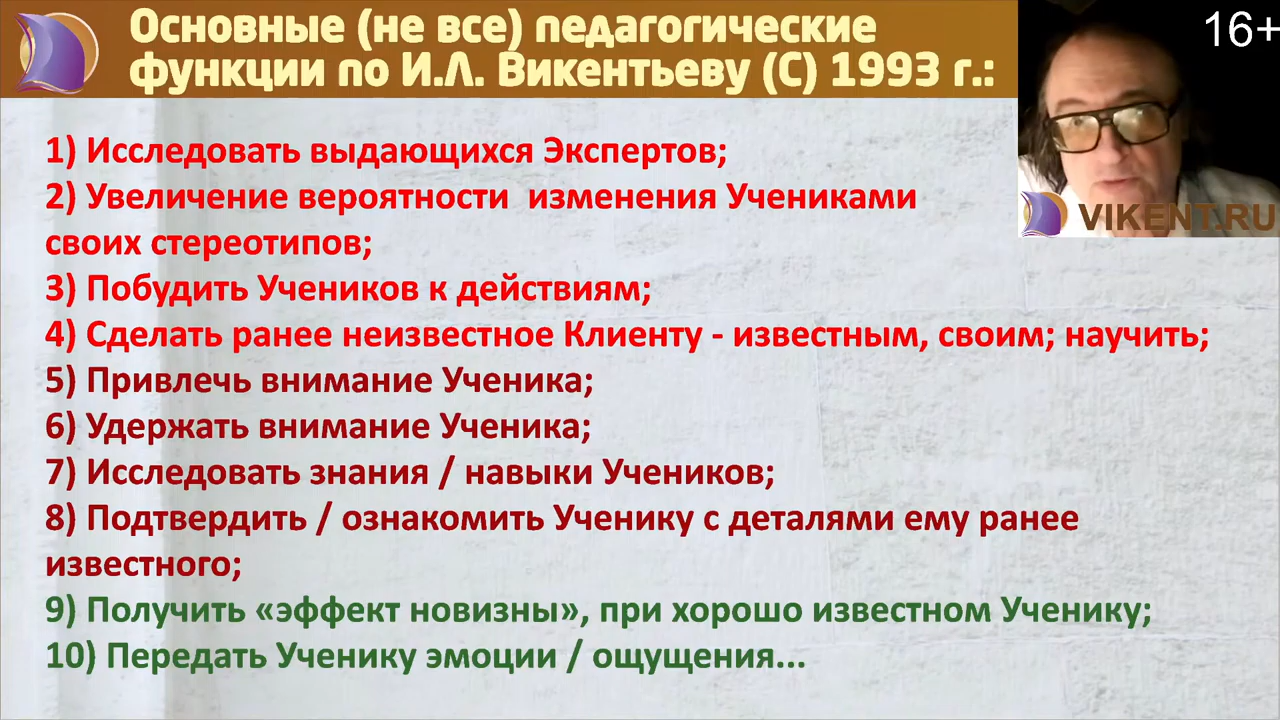 Основные (не все) педагогические
функции по И.Л. Викентьеву (C) 1993 г.:
16+
VIKENT.RU
1) Исследовать выдающихся Экспертов;
2) Увеличение вероятности изменения Учениками
своих стереотипов;
3) Побудить Учеников к действиям;
4) Сделать ранее неизвестное Клиенту - известным, своим; научить;
5) Привлечь внимание Ученика;
6) Удержать внимание Ученика;
7) Исследовать знания / навыки Учеников;
8) Подтвердить / ознакомить Ученику с деталями ему ранее
известного;
9) Получить «эффект новизны», при хорошо известном Ученику;
10) Передать Ученику эмоции / ощущения...